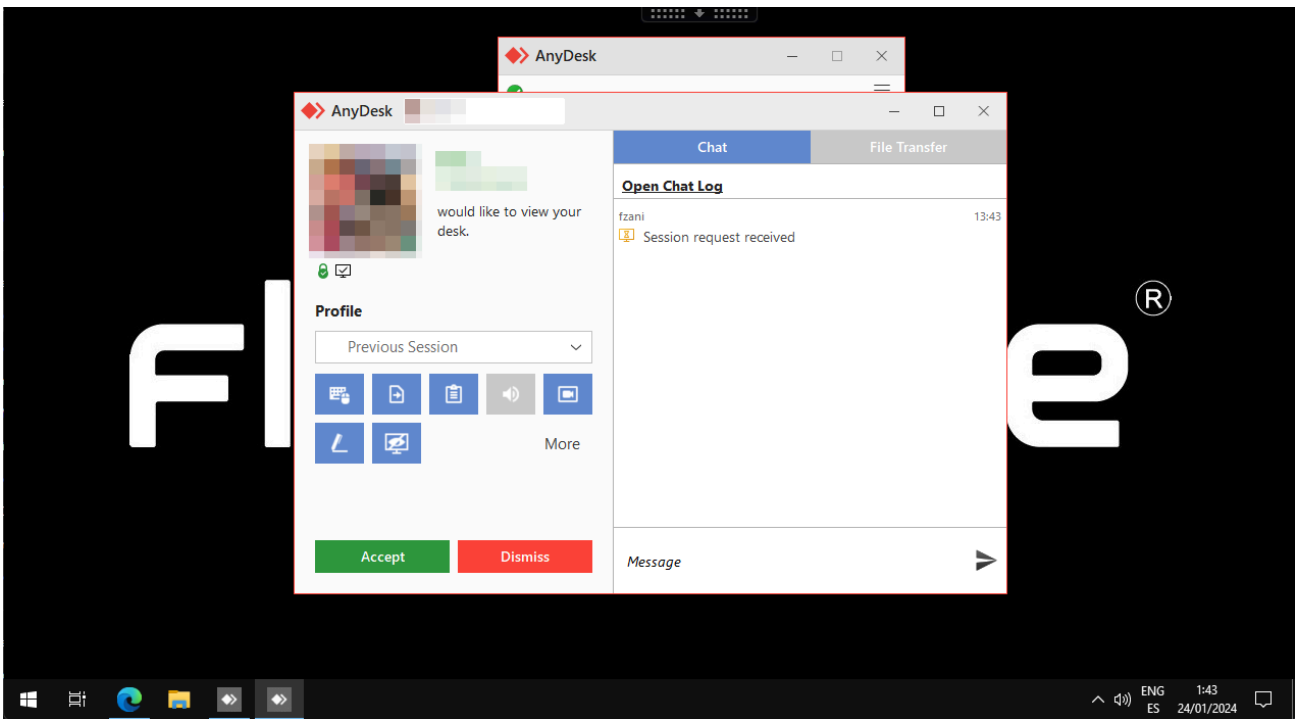 AnyDesk
AnyDesk
would like to view your
desk.
Profile
Previous Session
More
Accept
Dismiss
Chat
File Transfer
Open Chat Log
fzani
13:43
Session request received
Message
®
ENG
ES
1:43
24/01/2024